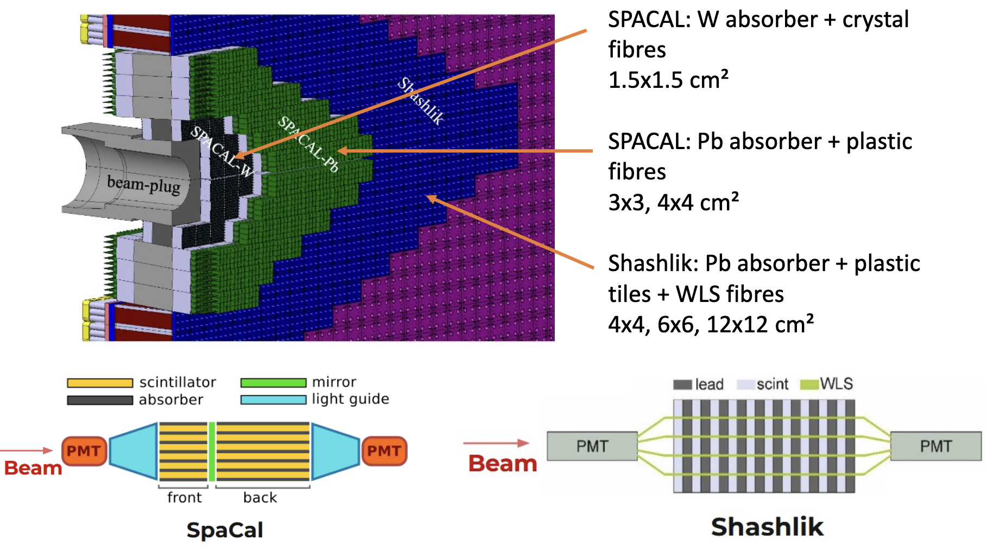 SPACAL: W absorber + crystal
fibres
1.5x1.5 cm²
SPACAL: Pb absorber + plastic
fibres
3x3, 4x4 cm²
Shashlik: Pb absorber + plastic
tiles + WLS fibres
4x4, 6x6, 12x12 cm²
Shashlik
SPACAL-Pb
SPACAL-W
beam-plug
scintillator
mirror
absorber
light guide
PMT
PMT
Beam
front
back
SpaCal
lead
scint
WLS
PMT
PMT
Beam
Shashlik